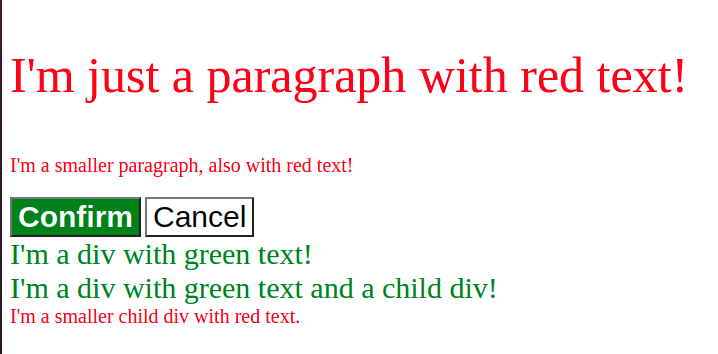 I'm just a paragraph with red text!
I'm a smaller paragraph, also with red text!
Confirm Cancel
I'm a div with green text!
I'm a div with green text and a child div!
I'm a smaller child div with red text.